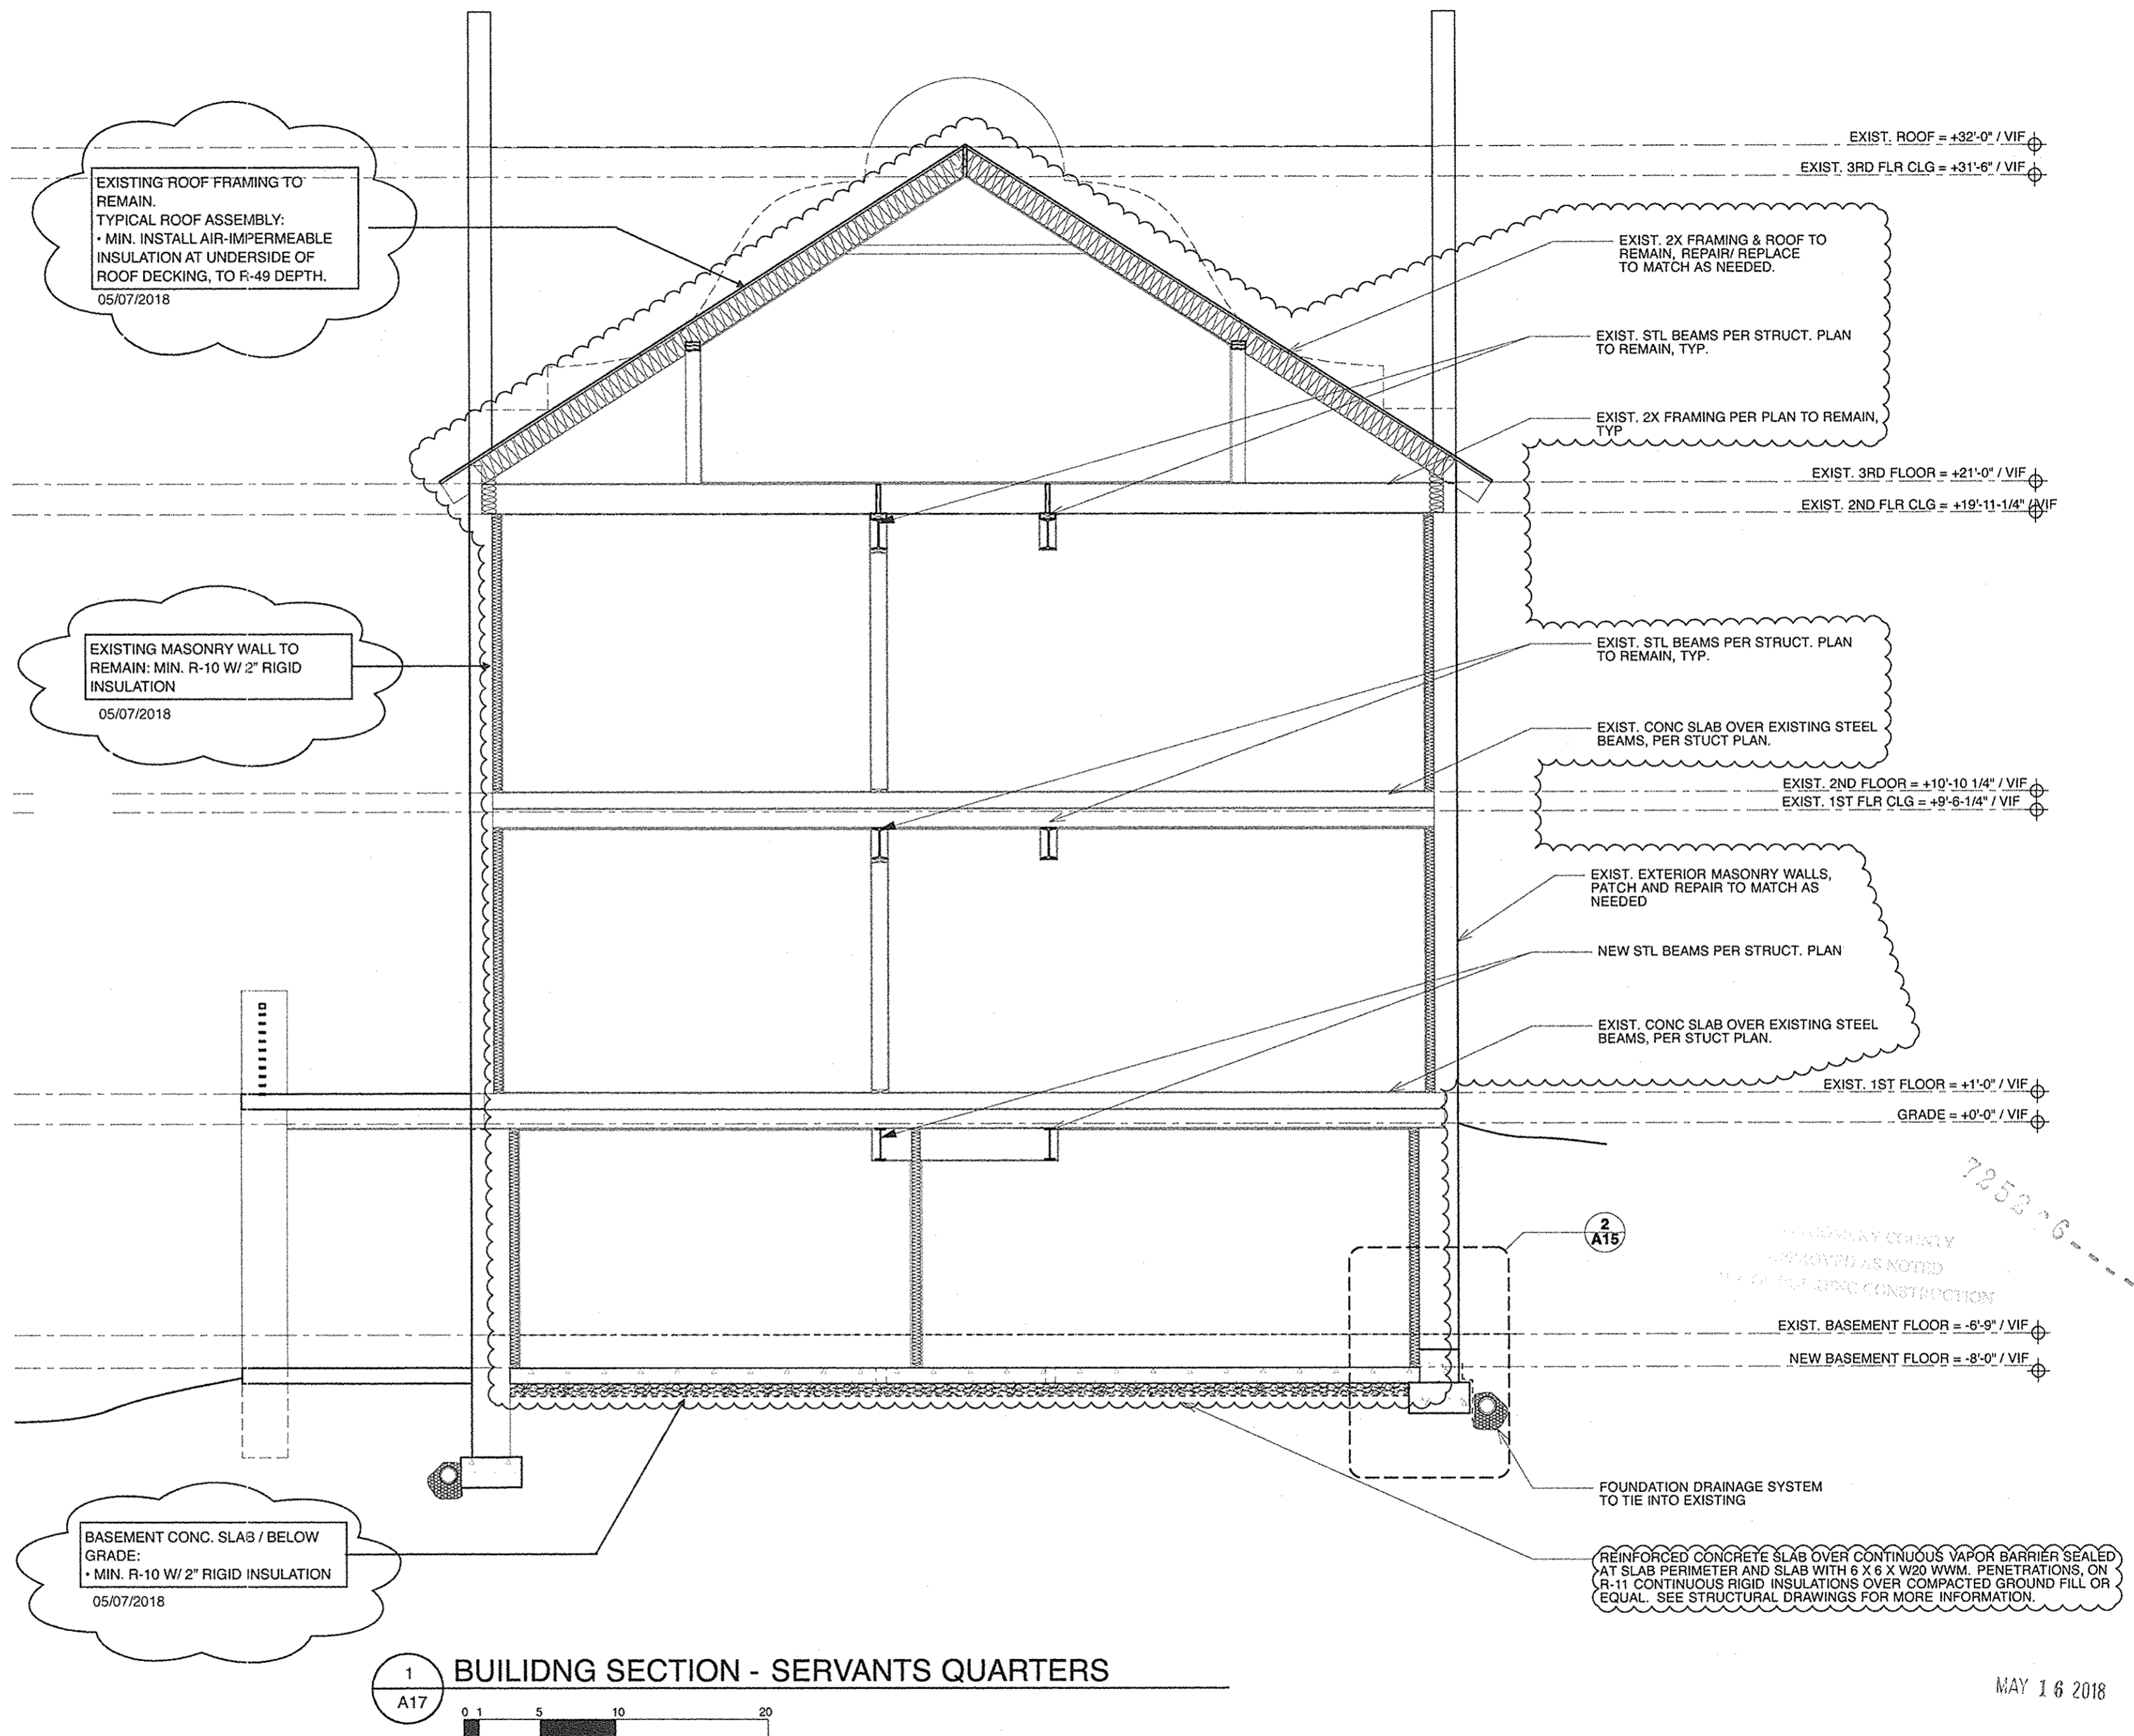 EXISTING ROOF FRAMING TO
REMAIN.
TYPICAL ROOF ASSEMBLY:
• MIN. INSTALL AIR-IMPERMEABLE
INSULATION AT UNDERSIDE OF
ROOF DECKING, TO R-49 DEPTH.
05/07/2018
EXISTING MASONRY WALL TO
REMAIN: MIN. R-10 W/ 2" RIGID
INSULATION
05/07/2018
BASEMENT CONC. SLAB / BELOW
GRADE:
• MIN. R-10 W/ 2" RIGID INSULATION
05/07/2018
EXIST. ROOF = +32'-0" / VIF
EXIST. 3RD FLR CLG = +31'-6" / VIF
EXIST. 2X FRAMING & ROOF TO
REMAIN, REPAIR/ REPLACE
TO MATCH AS NEEDED.
EXIST. STL BEAMS PER STRUCT. PLAN
TO REMAIN, TYP.
EXIST. 2X FRAMING PER PLAN TO REMAIN,
TYP
EXIST. 3RD FLOOR = +21'-0" / VIF
EXIST. 2ND FLR CLG = +19'-11-1/4" / VIF
EXIST. STL BEAMS PER STRUCT. PLAN
TO REMAIN, TYP.
EXIST. CONC SLAB OVER EXISTING STEEL
BEAMS, PER STUCT PLAN.
EXIST. 2ND FLOOR = +10'-10 1/4" / VIF
EXIST. 1ST FLR CLG = +9'-6-1/4" / VIF
EXIST. EXTERIOR MASONRY WALLS,
PATCH AND REPAIR TO MATCH AS
NEEDED
NEW STL BEAMS PER STRUCT. PLAN
EXIST. CONC SLAB OVER EXISTING STEEL
BEAMS, PER STUCT PLAN.
EXIST. 1ST FLOOR = +1'-0" / VIF
GRADE = +0'-0" / VIF
2
A15
COUNTY
APPROVED AS NOTED
CONSTRUCTION
EXIST. BASEMENT FLOOR = -6'-9" / VIF
NEW BASEMENT FLOOR = -8'-0" / VIF
FOUNDATION DRAINAGE SYSTEM
TO TIE INTO EXISTING
REINFORCED CONCRETE SLAB OVER CONTINUOUS VAPOR BARRIER SEALED
AT SLAB PERIMETER AND SLAB WITH 6 X 6 X W20 WWM. PENETRATIONS, ON
R-11 CONTINUOUS RIGID INSULATIONS OVER COMPACTED GROUND FILL OR
EQUAL. SEE STRUCTURAL DRAWINGS FOR MORE INFORMATION.
1
A17
BUILIDNG SECTION - SERVANTS QUARTERS
0 1 5 10 20
MAY 16 2018